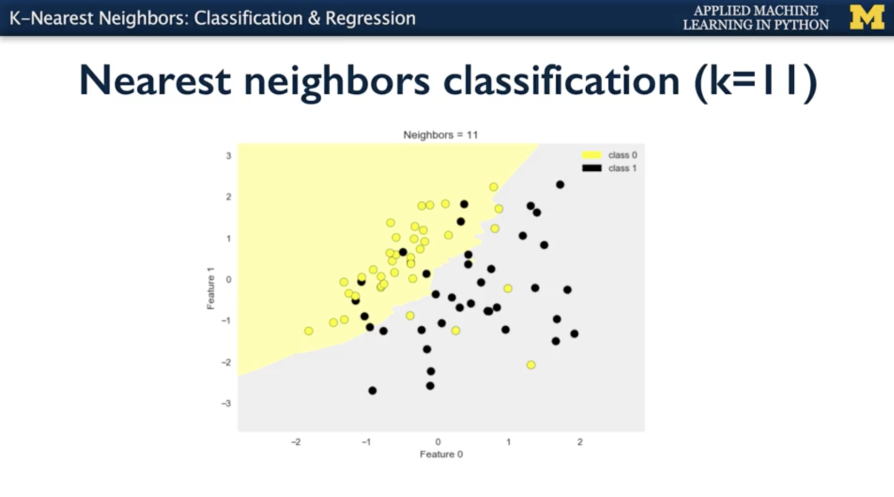 K-Nearest Neighbors: Classification & Regression
APPLIED MACHINE
LEARNING IN PYTHON
M
Nearest neighbors classification (k=11)
Neighbors = 11
class 0
class 1
3
2
1
0
−1
−2
−3
Feature 1
−2
−1
0
1
2
Feature 0